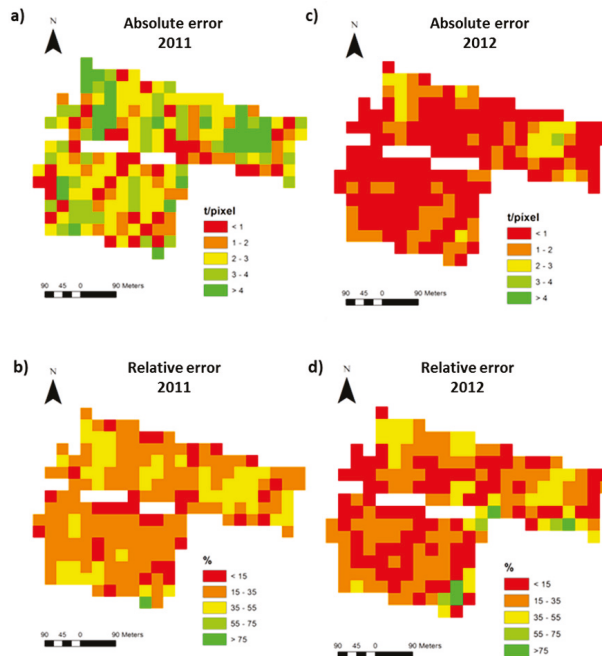 a)
Absolute error
2011
N
t/pixel
< 1
1 - 2
2 - 3
3 - 4
> 4
90 45 0 90 Meters
c)
Absolute error
2012
N
t/pixel
< 1
1 - 2
2 - 3
3 - 4
> 4
90 45 0 90 Meters
b)
Relative error
2011
N
%
< 15
15 - 35
35 - 55
55 - 75
> 75
90 45 0 90 Meters
d)
Relative error
2012
N
%
< 15
15 - 35
35 - 55
55 - 75
>75
90 45 0 90 Meters